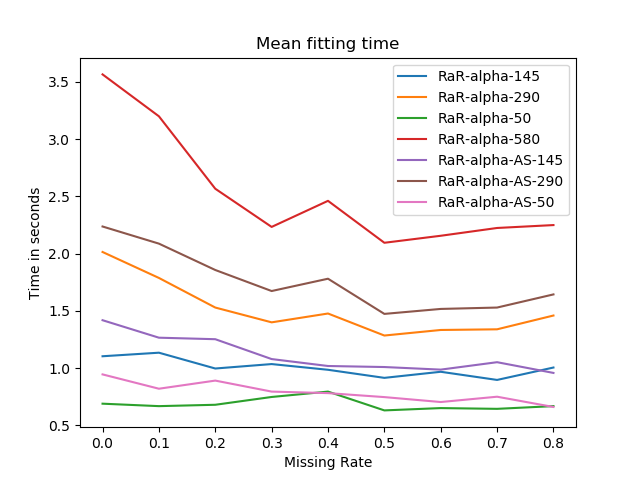 Mean fitting time
RaR-alpha-145
RaR-alpha-290
RaR-alpha-50
RaR-alpha-580
RaR-alpha-AS-145
RaR-alpha-AS-290
RaR-alpha-AS-50
Time in seconds
3.5
3.0
2.5
2.0
1.5
1.0
0.5
0.0 0.1 0.2 0.3 0.4 0.5 0.6 0.7 0.8
Missing Rate